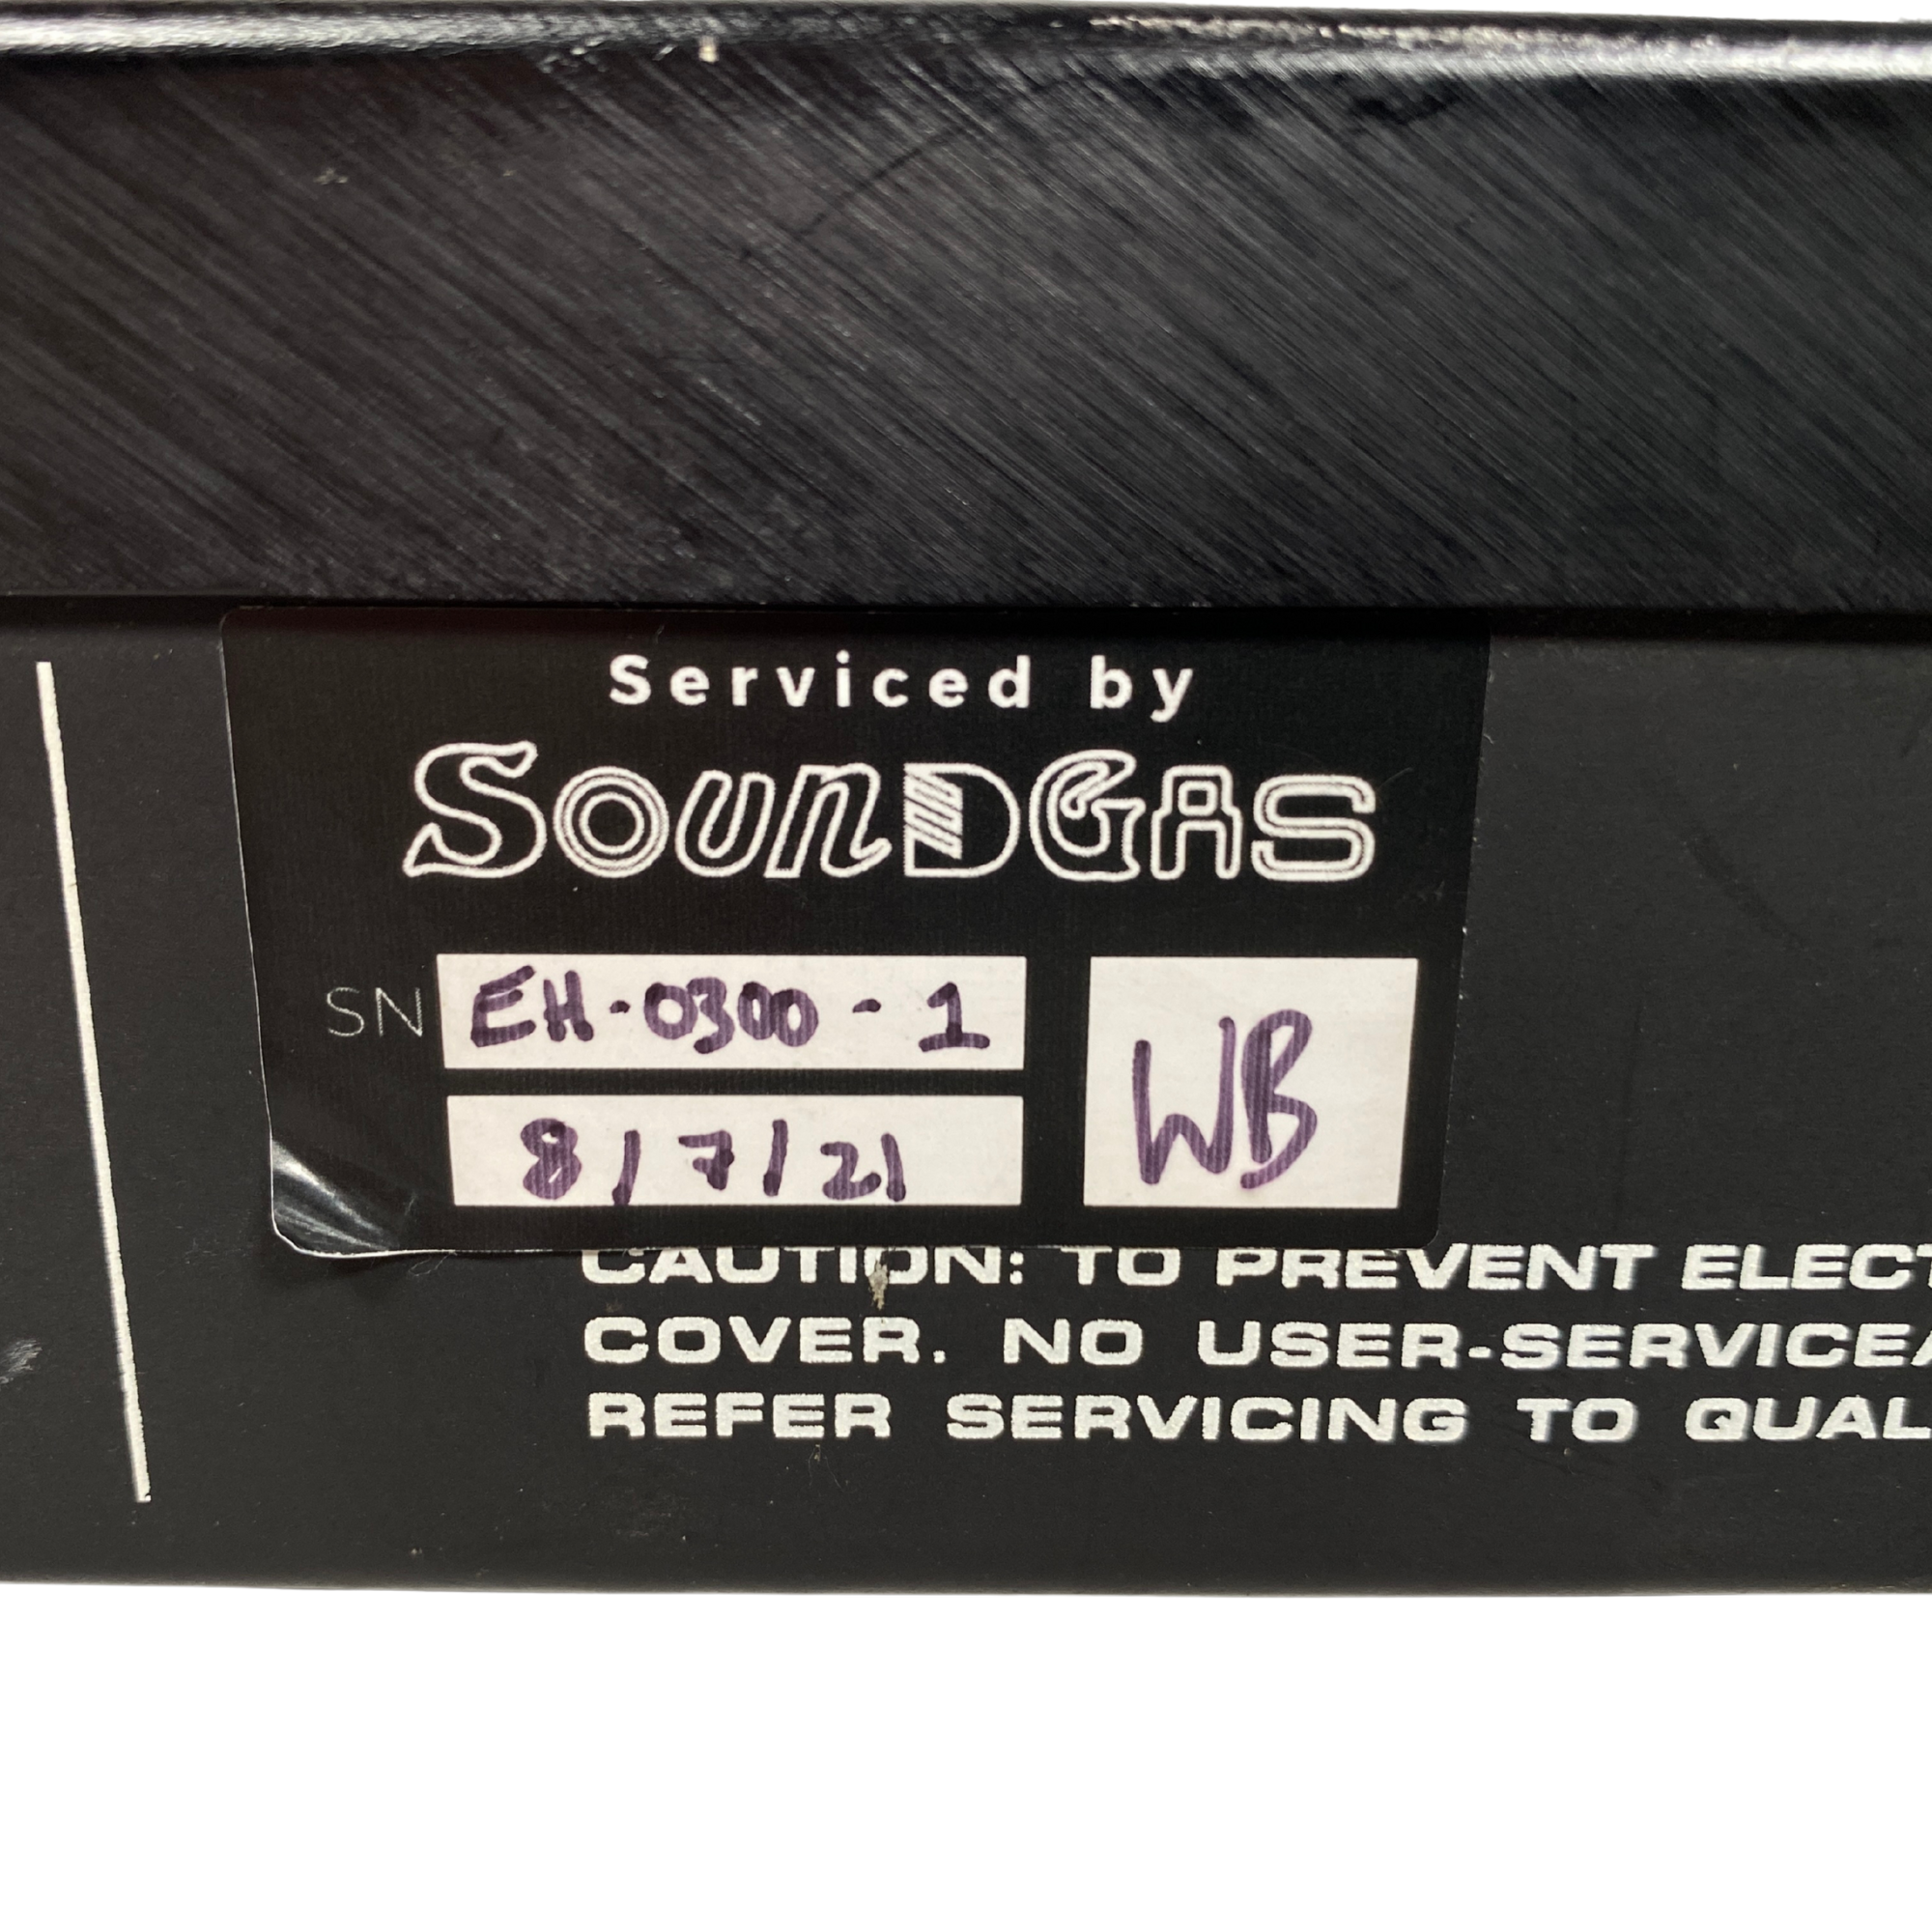 Serviced by
SounDGas
SN EH-0300-1
WB
8/7/21
CAUTION: TO PREVENT ELECT
COVER. NO USER-SERVICEA
REFER SERVICING TO QUAL